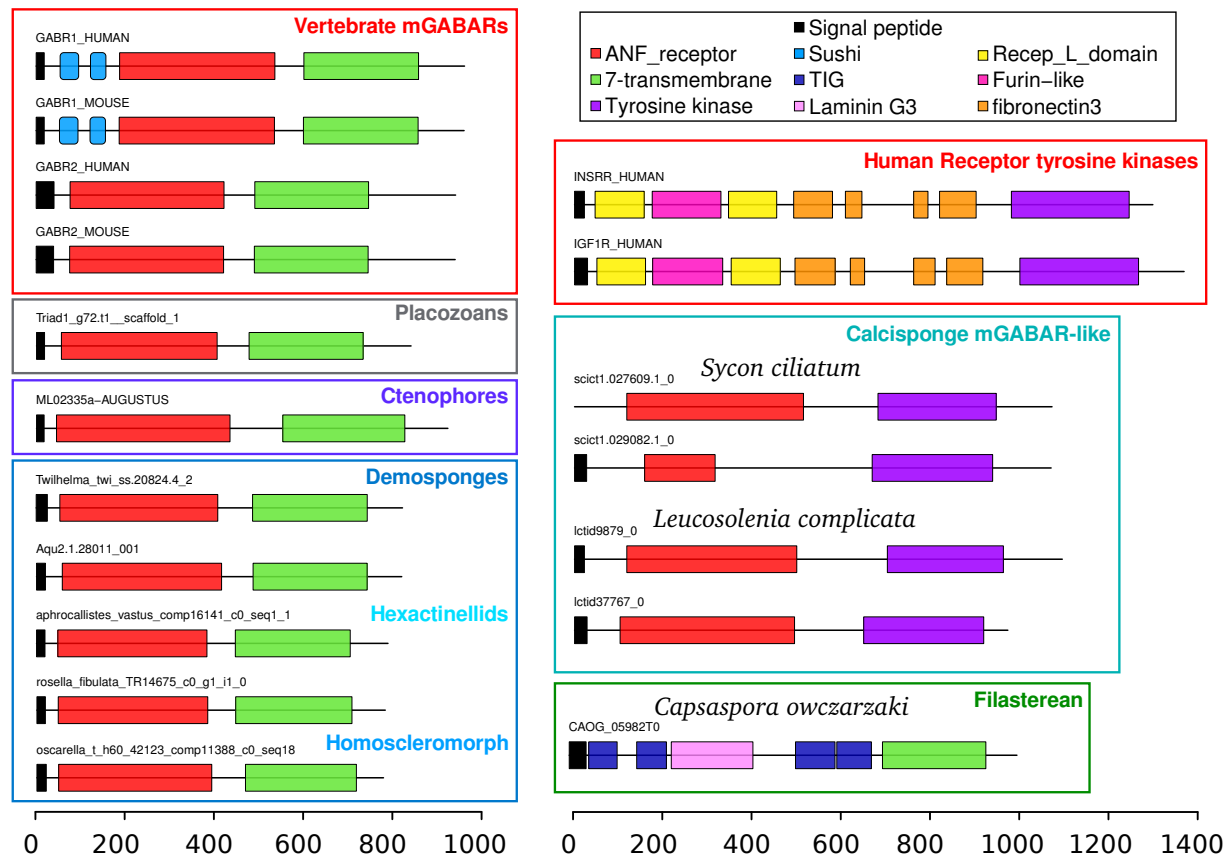 Vertebrate mGABARs
GABR1_HUMAN
GABR1_MOUSE
GABR2_HUMAN
GABR2_MOUSE
Placozoans
Triad1_g72.t1__scaffold_1
Ctenophores
ML02335a−AUGUSTUS
Demosponges
Twilhelma_twi_ss.20824.4_2
Aqu2.1.28011_001
Hexactinellids
aphrocallistes_vastus_comp16141_c0_seq1_1
rosella_fibulata_TR14675_c0_g1_i1_0
Homoscleromorph
oscarella_t_h60_42123_comp11388_c0_seq18
0 200 400 600 800 1000
Signal peptide
ANF_receptor Sushi Recep_L_domain
7-transmembrane TIG Furin−like
Tyrosine kinase Laminin G3 fibronectin3
Human Receptor tyrosine kinases
INSRR_HUMAN
IGF1R_HUMAN
Calcisponge mGABAR-like
Sycon ciliatum
scict1.027609.1_0
scict1.029082.1_0
Leucosolenia complicata
lctid9879_0
lctid37767_0
Filasterean
Capsaspora owczarzaki
CAOG_05982T0
0 200 400 600 800 1000 1200 1400